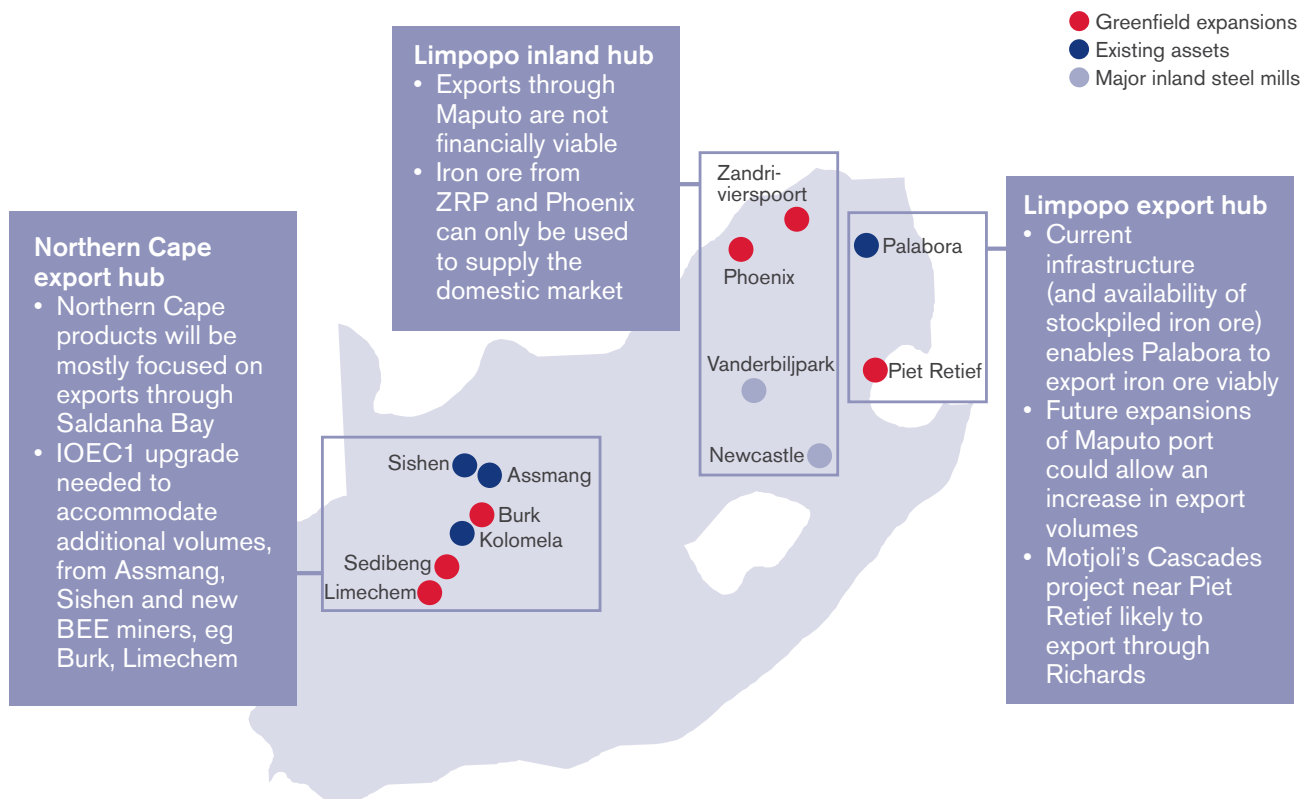 Greenfield expansions
Existing assets
Major inland steel mills
Limpopo inland hub
• Exports through
Maputo are not
financially viable
• Iron ore from
ZRP and Phoenix
can only be used
to supply the
domestic market
Northern Cape
export hub
• Northern Cape
products will be
mostly focused on
exports through
Saldanha Bay
• IOEC1 upgrade
needed to
accommodate
additional volumes,
from Assmang,
Sishen and new
BEE miners, eg
Burk, Limechem
Zandri-
vierspoort
Phoenix
Vanderbiljpark
Newcastle
Palabora
Piet Retief
Sishen
Assmang
Burk
Kolomela
Sedibeng
Limechem
Limpopo export hub
• Current
infrastructure
(and availability of
stockpiled iron ore)
enables Palabora to
export iron ore viably
• Future expansions
of Maputo port
could allow an
increase in export
volumes
• Motjoli’s Cascades
project near Piet
Retief likely to
export through
Richards